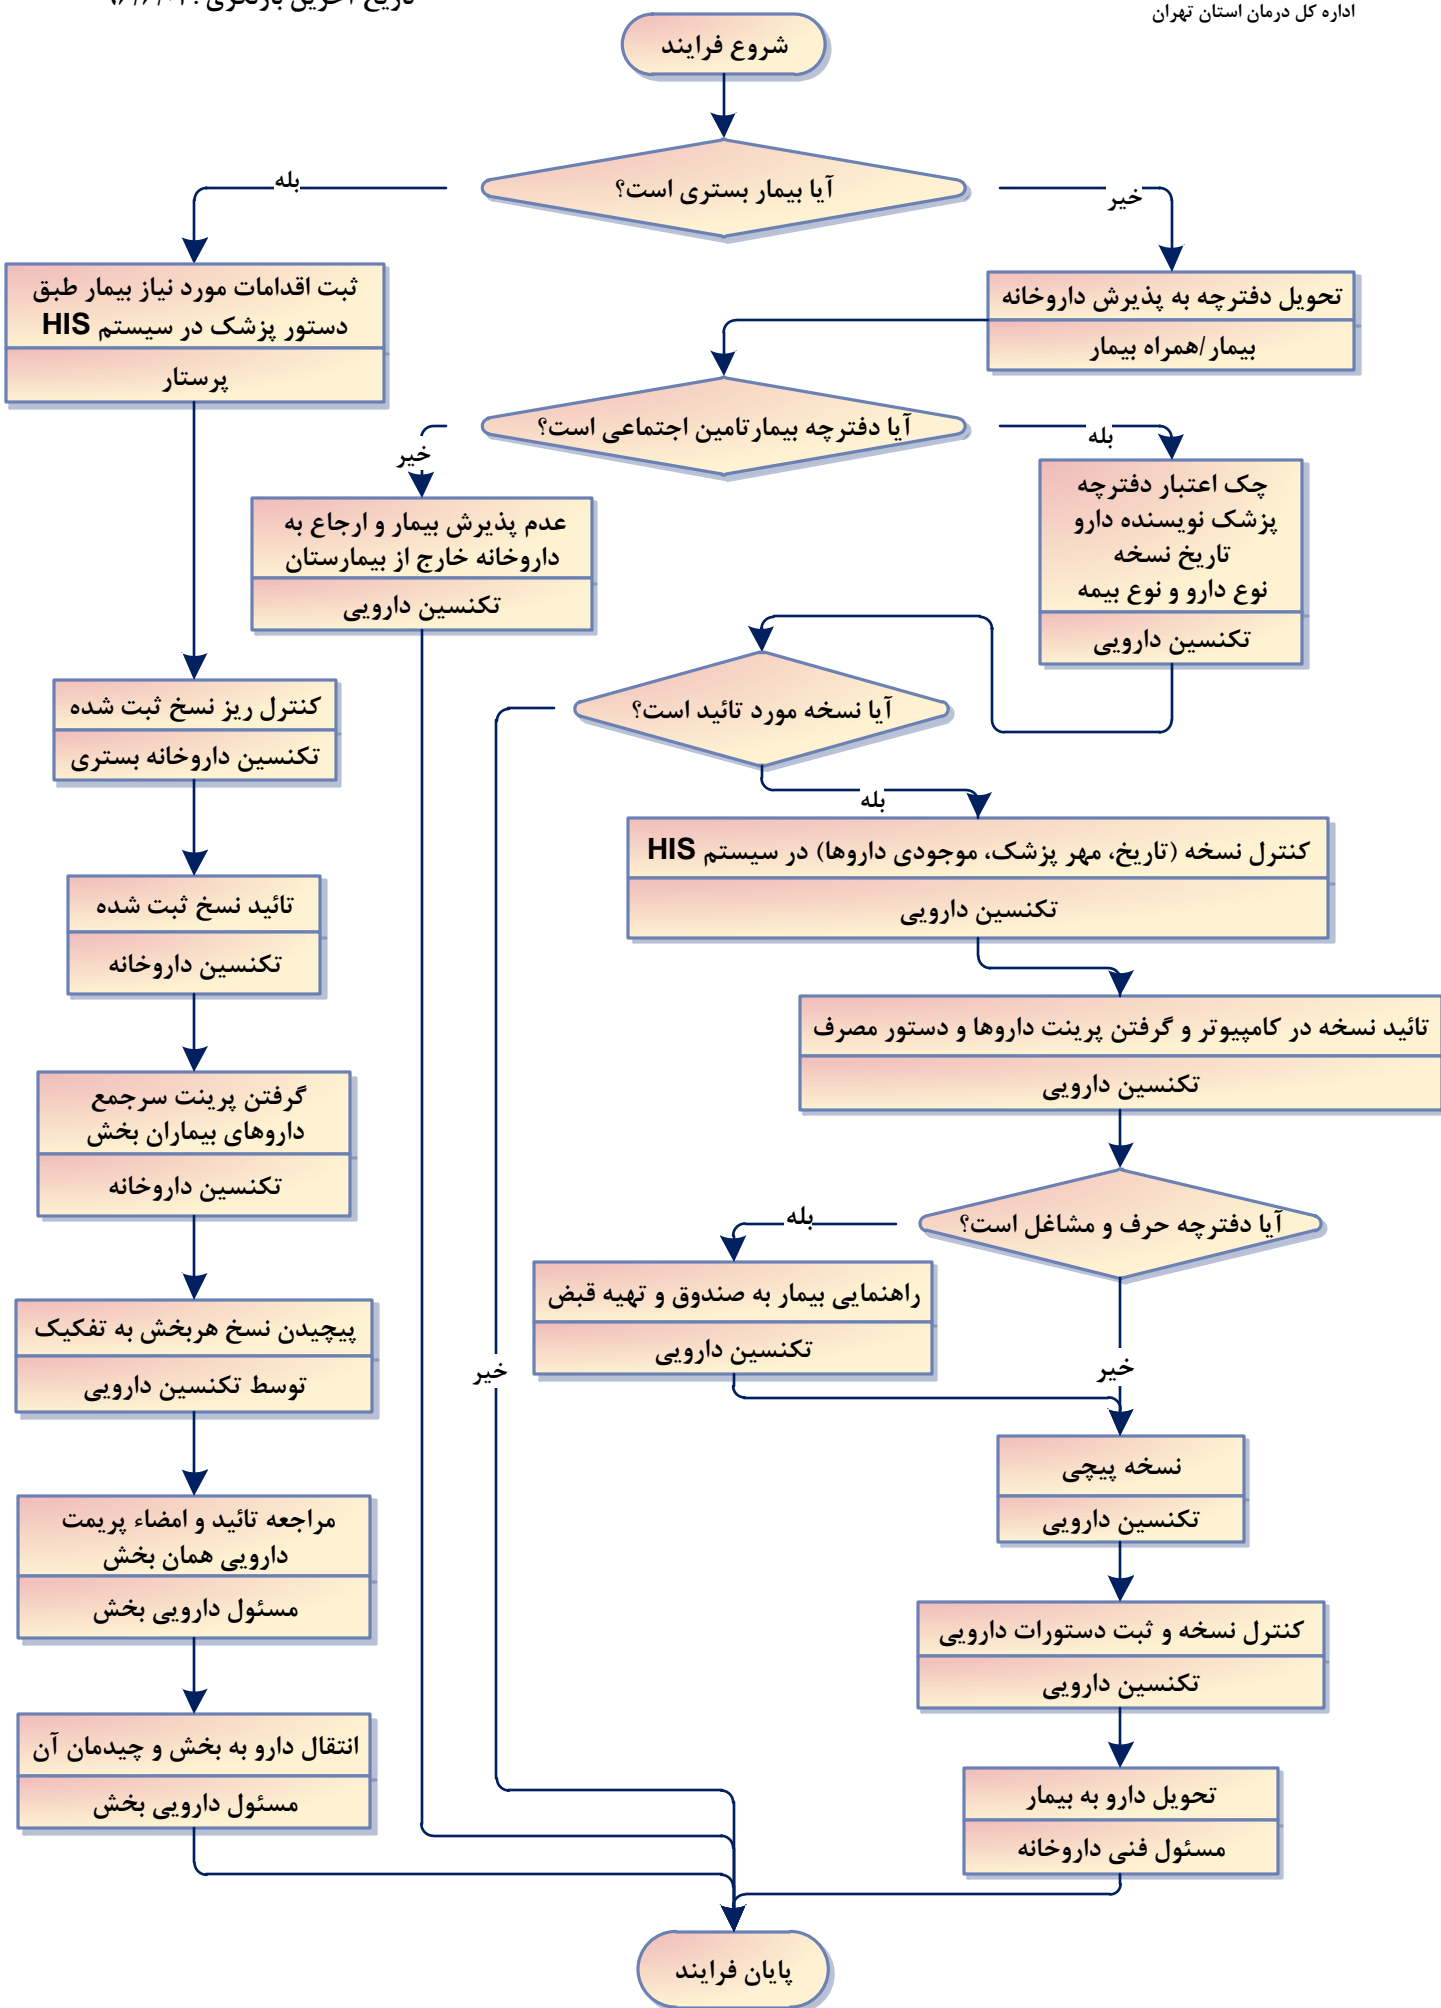 اداره کل درمان استان تهران
تاریخ آخرین بازنگری :
شروع فرایند
آیا بیمار بستری است؟
بله
خیر
ثبت اقدامات مورد نیاز بیمار طبق
دستور پزشک در سیستم HIS
پرستار
تحویل دفترچه به پذیرش داروخانه
بیمار/همراه بیمار
آیا دفترچه بیمارتامین اجتماعی است؟
بله
خیر
چک اعتبار دفترچه
پزشک نویسنده دارو
تاریخ نسخه
نوع دارو و نوع بیمه
تکنسین دارویی
عدم پذیرش بیمار و ارجاع به
داروخانه خارج از بیمارستان
تکنسین دارویی
کنترل ریز نسخ ثبت شده
تکنسین داروخانه بستری
آیا نسخه مورد تائید است؟
بله
کنترل نسخه (تاریخ، مهر پزشک، موجودی داروها) در سیستم HIS
تکنسین دارویی
تائید نسخ ثبت شده
تکنسین داروخانه
تائید نسخه در کامپیوتر و گرفتن پرینت داروها و دستور مصرف
تکنسین دارویی
گرفتن پرینت سرجمع
داروهای بیماران بخش
تکنسین داروخانه
آیا دفترچه حرف و مشاغل است؟
بله
راهنمایی بیمار به صندوق و تهیه قبض
تکنسین دارویی
خیر
خیر
پیچیدن نسخ هربخش به تفکیک
توسط تکنسین دارویی
نسخه پیچی
تکنسین دارویی
مراجعه تائید و امضاء پریمت
دارویی همان بخش
مسئول دارویی بخش
کنترل نسخه و ثبت دستورات دارویی
تکنسین دارویی
انتقال دارو به بخش و چیدمان آن
مسئول دارویی بخش
تحویل دارو به بیمار
مسئول فنی داروخانه
پایان فرایند